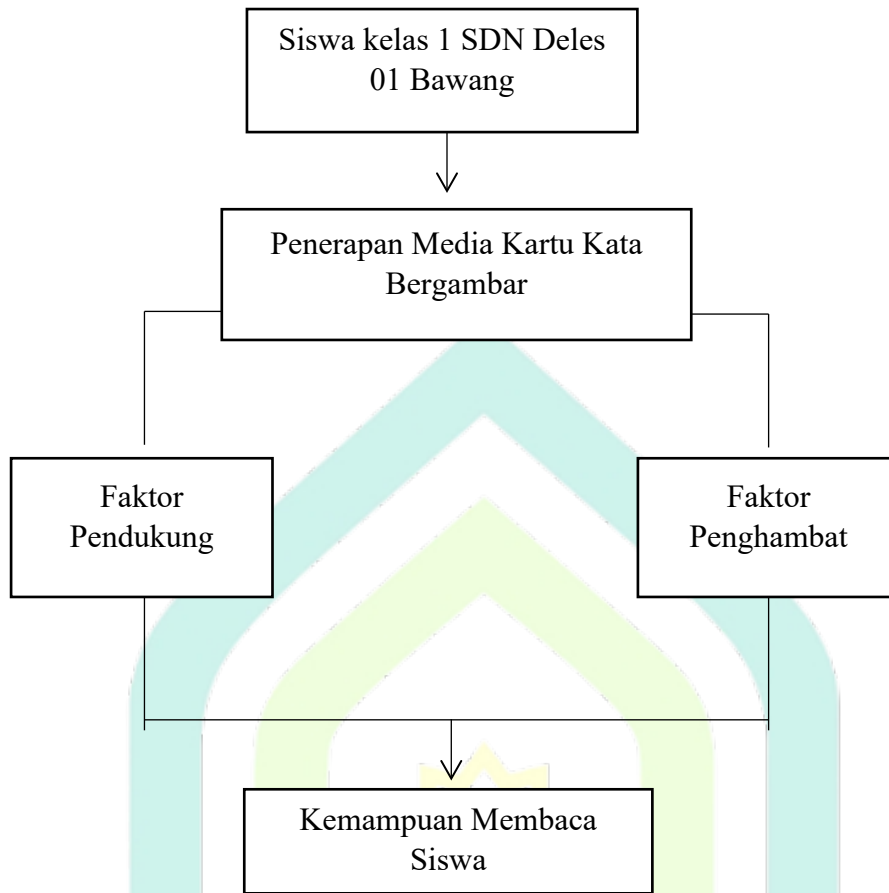 Siswa kelas 1 SDN Deles
01 Bawang
Penerapan Media Kartu Kata
Bergambar
Faktor
Pendukung
Faktor
Penghambat
Kemampuan Membaca
Siswa